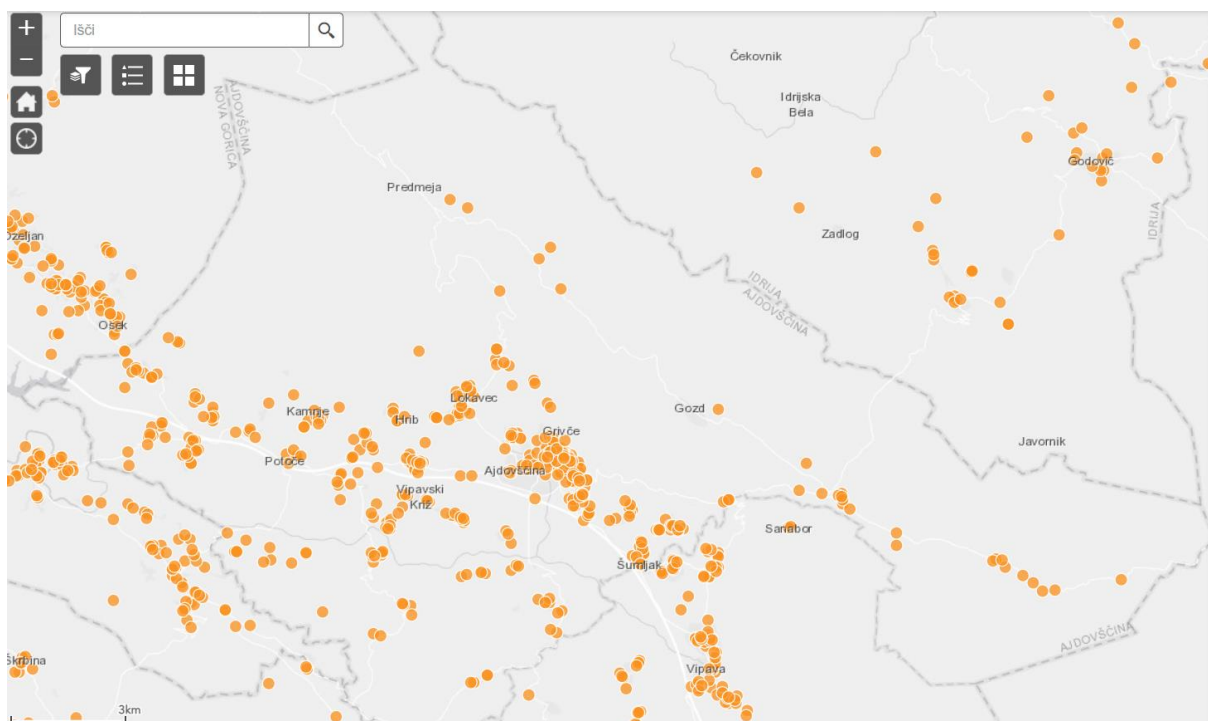 +
Išči
−
AJDOVŠČINA
NOVA GORICA
Čekovnik
Idrijska
Bela
Godovič
Predmeja
IDRIJA
Ozeljan
Zadlog
IDRIJA
AJDOVŠČINA
Osek
Lokavec
Kamnje
Gozd
Hrib
Grivče
Javornik
Potoče
Ajdovščina
Vipavski
Križ
Sanabor
Šumljak
AJDOVŠČINA
Škrbina
Vipava
3km